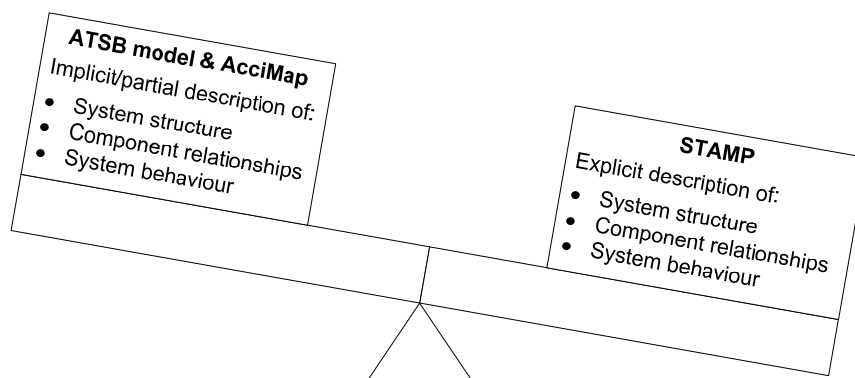 ATSB model & AcciMap
Implicit/partial description of:
• System structure
• Component relationships
• System behaviour
STAMP
Explicit description of:
• System structure
• Component relationships
• System behaviour